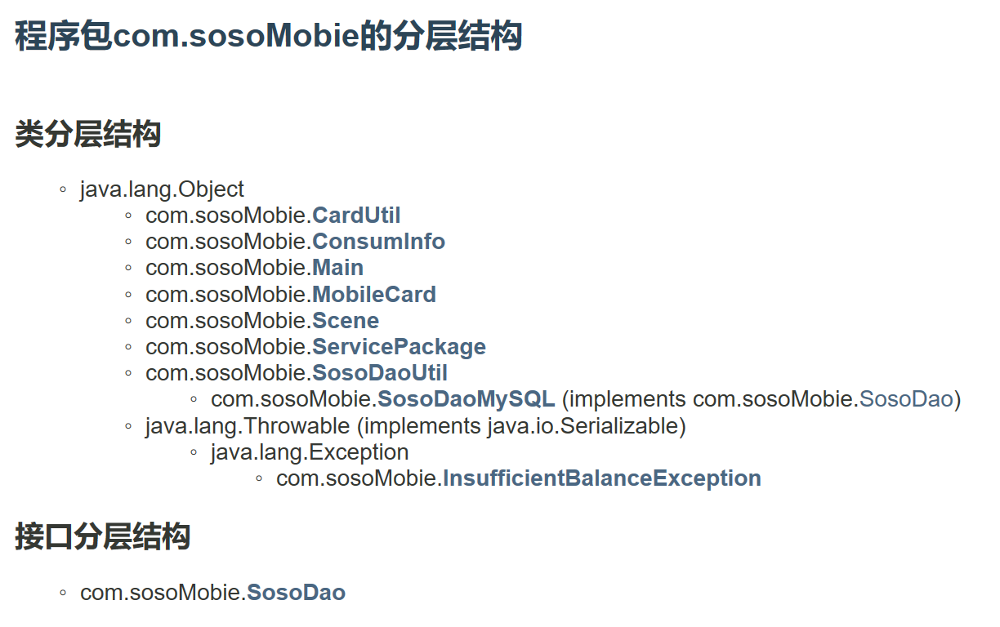 程序包com.sosoMobie的分层结构
类分层结构
java.lang.Object
com.sosoMobie.CardUtil
com.sosoMobie.ConsumInfo
com.sosoMobie.Main
com.sosoMobie.MobileCard
com.sosoMobie.Scene
com.sosoMobie.ServicePackage
com.sosoMobie.SosoDaoUtil
com.sosoMobie.SosoDaoMySQL (implements com.sosoMobie.SosoDao)
java.lang.Throwable (implements java.io.Serializable)
java.lang.Exception
com.sosoMobie.InsufficientBalanceException
接口分层结构
com.sosoMobie.SosoDao